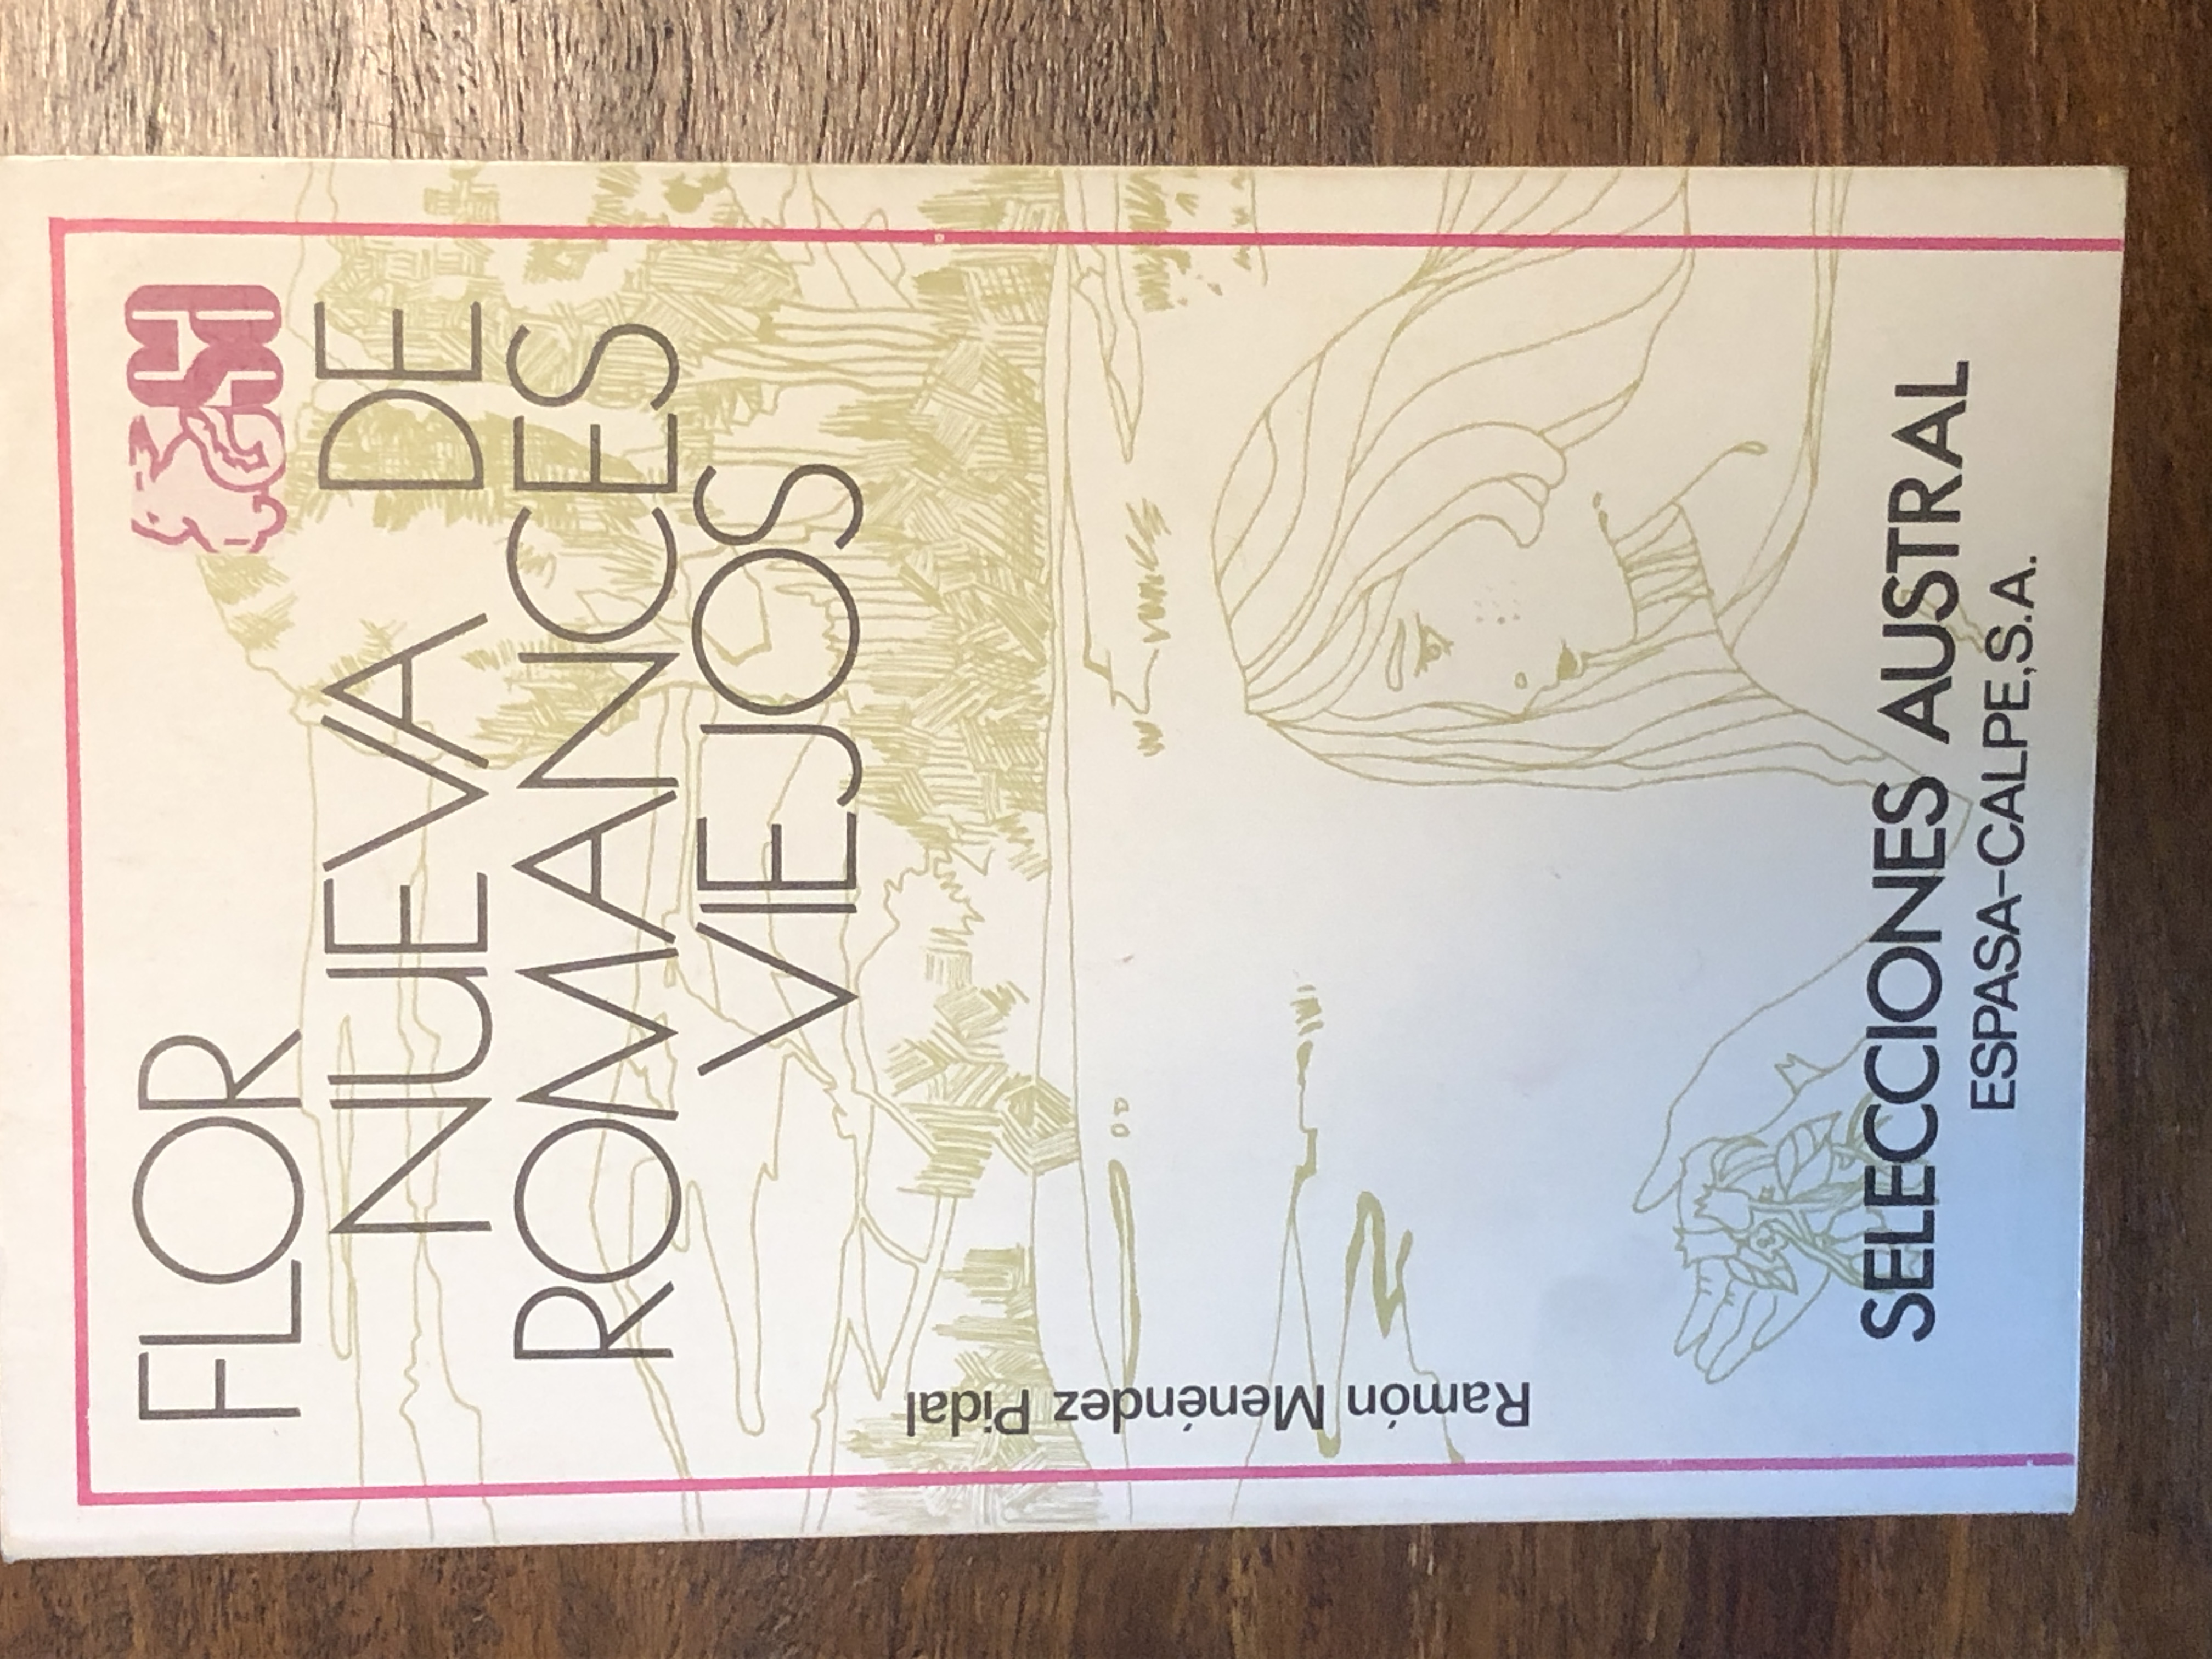 FLOR
NUEVA DE
ROMANCES
VIEJOS
Ramón Menéndez Pidal
SELECCIONES AUSTRAL
ESPASA-CALPE, S.A.